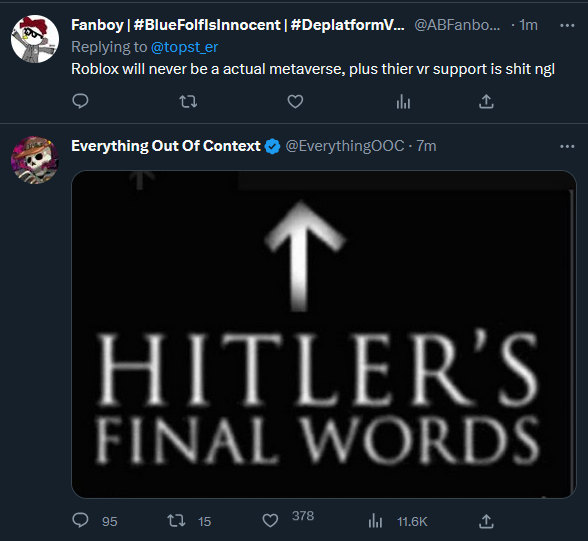 Fanboy | #BlueFolfIsInnocent | #DeplatformV... @ABFanbo... · 1m
Replying to @topst_er
Roblox will never be a actual metaverse, plus thier vr support is shit ngl
Everything Out Of Context @EverythingOOC · 7m
HITLER'S
FINAL WORDS
95 15 378 11.6K